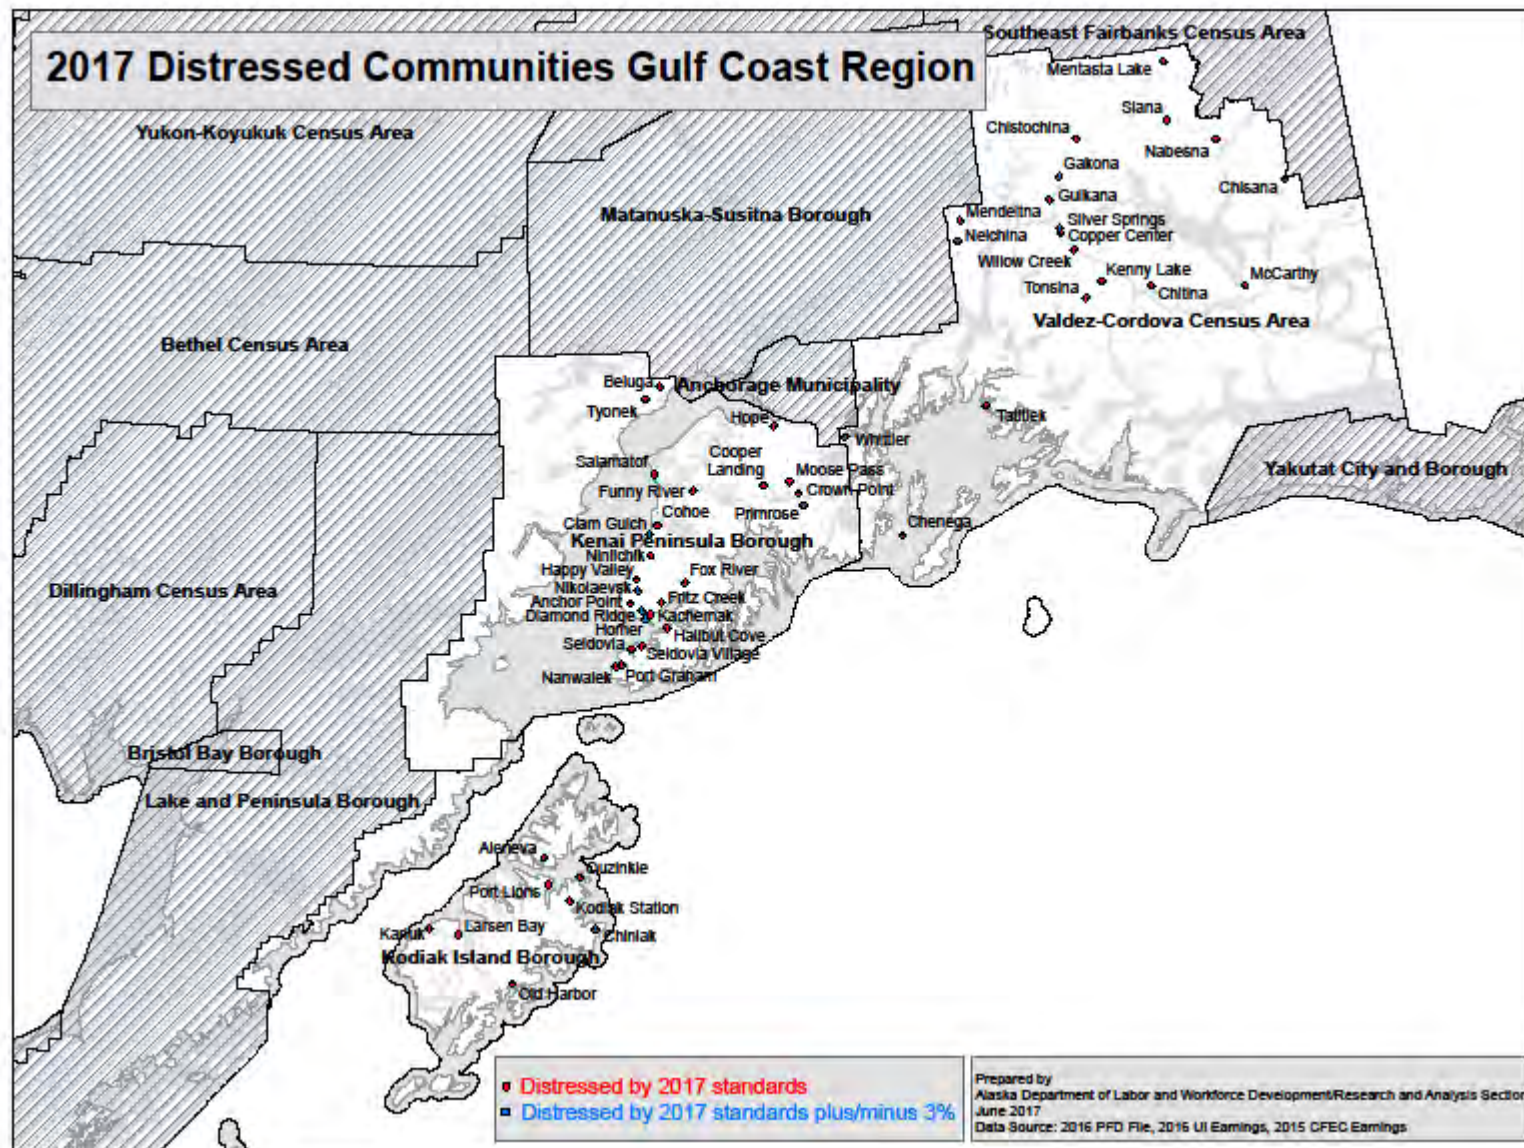 2017 Distressed Communities Gulf Coast Region
Southeast Fairbanks Census Area
Mentasta Lake
Yukon-Koyukuk Census Area
Slana
Chistochina
Nabesna
Gakona
Chisana
Gulkana
Matanuska-Susitna Borough
Mendeltna
Silver Springs
Nelchina
Copper Center
Willow Creek
Kenny Lake
McCarthy
Tonsina
Chitina
Valdez-Cordova Census Area
Bethel Census Area
Beluga
Anchorage Municipality
Tyonek
Hope
Tatitlek
Whittier
Cooper
Landing
Salamatof
Moose Pass
Yakutat City and Borough
Funny River
Crown Point
Cohoe
Primrose
Clam Gulch
Chenega
Kenai Peninsula Borough
Ninilchik
Happy Valley
Fox River
Nikolaevsk
Dillingham Census Area
Anchor Point
Fritz Creek
Diamond Ridge
Kachemak
Homer
Halibut Cove
Seldovia
Seldovia Village
Nanwalek
Port Graham
Bristol Bay Borough
Lake and Peninsula Borough
Aleneva
Ouzinkie
Port Lions
Kodiak Station
Karluk
Larsen Bay
Chiniak
Kodiak Island Borough
Old Harbor
Distressed by 2017 standards
Distressed by 2017 standards plus/minus 3%
Prepared by
Alaska Department of Labor and Workforce Development/Research and Analysis Section
June 2017
Data Source: 2016 PFD File, 2016 UI Earnings, 2015 CFEC Earnings